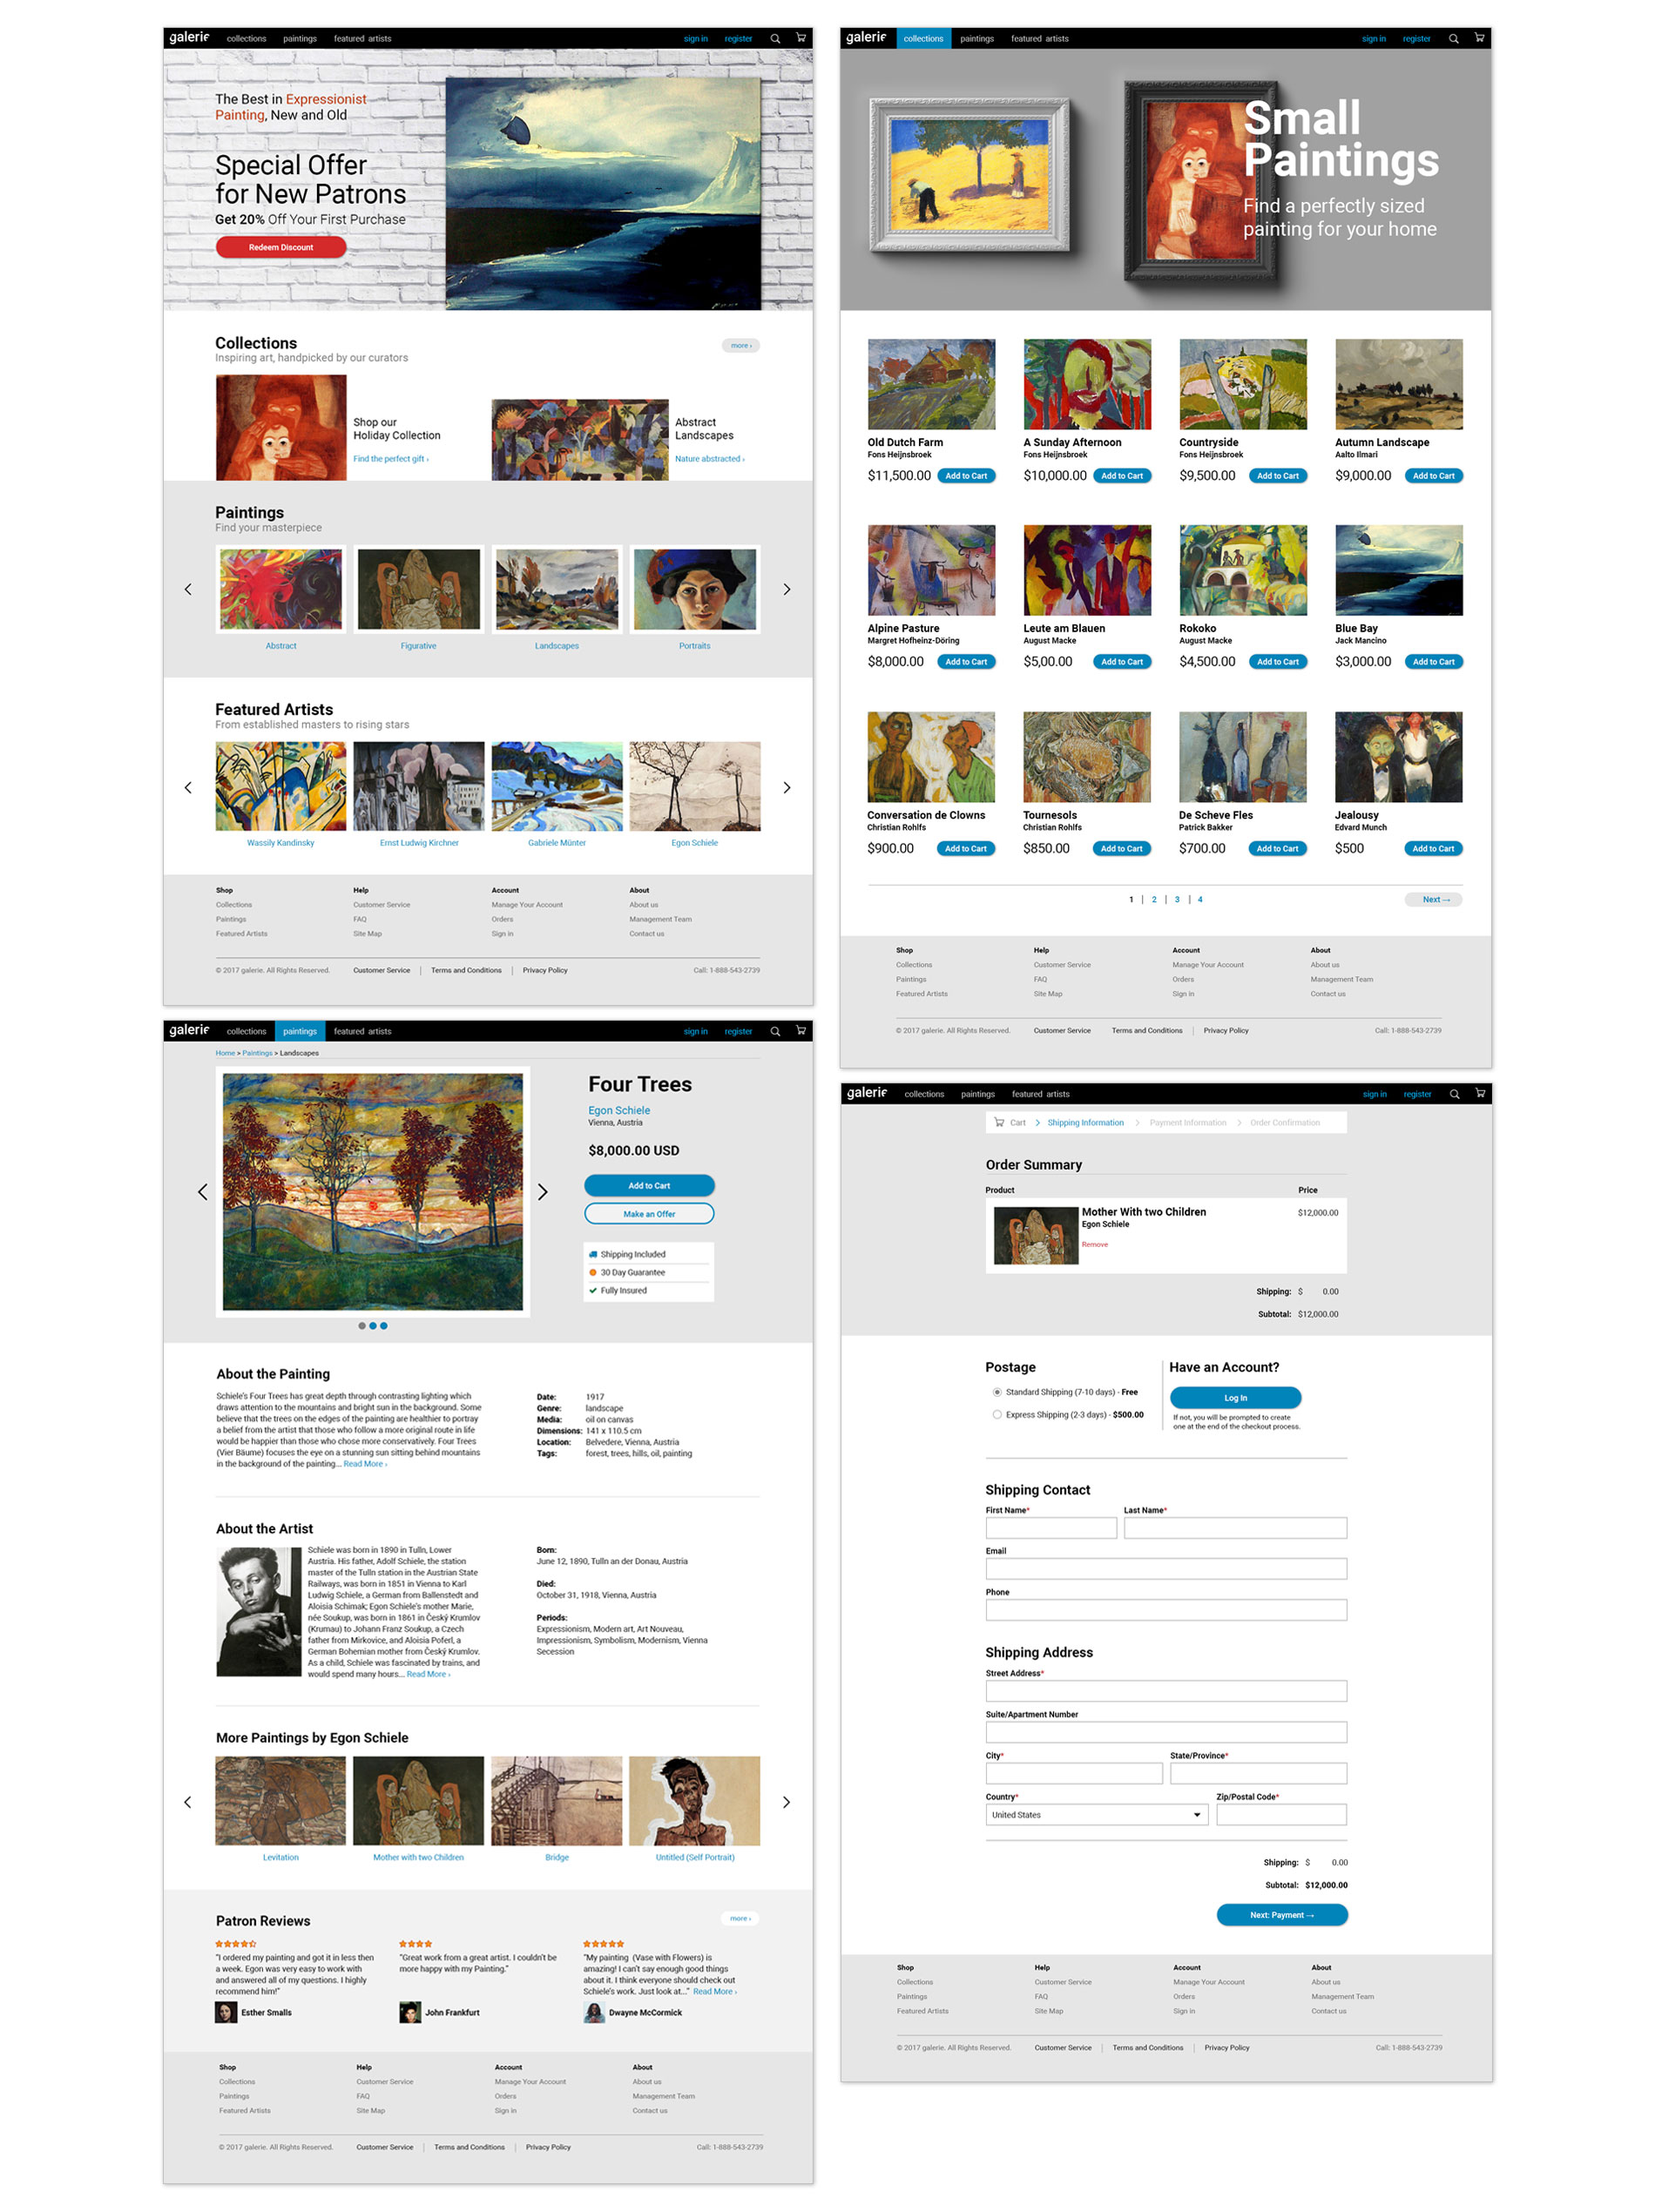 galerie collections paintings featured artists sign in register
The Best in Expressionist
Painting, New and Old
Special Offer
for New Patrons
Get 20% Off Your First Purchase
Redeem Discount
Collections
Inspiring art, handpicked by our curators
more ›
Shop our
Holiday Collection
Find the perfect gift ›
Abstract
Landscapes
Nature abstracted ›
Paintings
Find your masterpiece
Abstract Figurative Landscapes Portraits
Featured Artists
From established masters to rising stars
Wassily Kandinsky Ernst Ludwig Kirchner Gabriele Münter Egon Schiele
Shop Help Account About
Collections Customer Service Manage Your Account About us
Paintings FAQ Orders Management Team
Featured Artists Site Map Sign in Contact us
© 2017 galerie. All Rights Reserved. Customer Service | Terms and Conditions | Privacy Policy Call: 1-888-543-2739
galerie collections paintings featured artists sign in register
Small
Paintings
Find a perfectly sized
painting for your home
Old Dutch Farm A Sunday Afternoon Countryside Autumn Landscape
Fons Heijnsbroek Fons Heijnsbroek Fons Heijnsbroek Aalto Ilmari
$11,500.00 Add to Cart $10,000.00 Add to Cart $9,500.00 Add to Cart $9,000.00 Add to Cart
Alpine Pasture Leute am Blauen Rokoko Blue Bay
Margret Hofheinz-Döring August Macke August Macke Jack Mancino
$8,000.00 Add to Cart $5,00.00 Add to Cart $4,500.00 Add to Cart $3,000.00 Add to Cart
Conversation de Clowns Tournesols De Scheve Fles Jealousy
Christian Rohlfs Christian Rohlfs Patrick Bakker Edvard Munch
$900.00 Add to Cart $850.00 Add to Cart $700.00 Add to Cart $500 Add to Cart
1 | 2 | 3 | 4 Next →
Shop Help Account About
Collections Customer Service Manage Your Account About us
Paintings FAQ Orders Management Team
Featured Artists Site Map Sign in Contact us
© 2017 galerie. All Rights Reserved. Customer Service Terms and Conditions | Privacy Policy Call: 1-888-543-2739
galerie collections paintings featured artists sign in register
Home > Paintings > Landscapes
Four Trees
Egon Schiele
Vienna, Austria
$8,000.00 USD
Add to Cart
Make an Offer
Shipping Included
30 Day Guarantee
Fully Insured
About the Painting
Schiele's Four Trees has great depth through contrasting lighting which
draws attention to the mountains and bright sun in the background. Some
believe that the trees on the edges of the painting are healthier to portray
a belief from the artist that those who follow a more original route in life
would be happier than those who chose more conservatively. Four Trees
(Vier Bäume) focuses the eye on a stunning sun sitting behind mountains
in the background of the painting... Read More ›
Date: 1917
Genre: landscape
Media: oil on canvas
Dimensions: 141 x 110.5 cm
Location: Belvedere, Vienna, Austria
Tags: forest, trees, hills, oil, painting
About the Artist
Schiele was born in 1890 in Tulln, Lower
Austria. His father, Adolf Schiele, the station
master of the Tulln station in the Austrian State
Railways, was born in 1851 in Vienna to Karl
Ludwig Schiele, a German from Ballenstedt and
Aloisia Schimak; Egon Schiele's mother Marie,
née Soukup, was born in 1861 in Český Krumlov
(Krumau) to Johann Franz Soukup, a Czech
father from Mirkovice, and Aloisia Poferl, a
German Bohemian mother from Český Krumlov.
As a child, Schiele was fascinated by trains, and
would spend many hours... Read More ›
Born:
June 12, 1890, Tulln an der Donau, Austria
Died:
October 31, 1918, Vienna, Austria
Periods:
Expressionism, Modern art, Art Nouveau,
Impressionism, Symbolism, Modernism, Vienna
Secession
More Paintings by Egon Schiele
Levitation Mother with two Children Bridge Untitled (Self Portrait)
Patron Reviews
more ›
"I ordered my painting and got it in less then
a week. Egon was very easy to work with
and answered all of my questions. I highly
recommend him!"
Esther Smalls
"Great work from a great artist. I couldn't be
more happy with my Painting."
John Frankfurt
"My painting (Vase with Flowers) is
amazing! I can't say enough good things
about it. I think everyone should check out
Schiele's work. Just look at..." Read More ›
Dwayne McCormick
Shop Help Account About
Collections Customer Service Manage Your Account About us
Paintings FAQ Orders Management Team
Featured Artists Site Map Sign in Contact us
© 2017 galerie. All Rights Reserved. Customer Service | Terms and Conditions | Privacy Policy Call: 1-888-543-2739
galerie collections paintings featured artists sign in register
Cart > Shipping Information > Payment Information > Order Confirmation
Order Summary
Product Price
Mother With two Children $12,000.00
Egon Schiele
Remove
Shipping: $ 0.00
Subtotal: $12,000.00
Postage
Standard Shipping (7-10 days) - Free
Express Shipping (2-3 days) - $500.00
Have an Account?
Log In
If not, you will be prompted to create
one at the end of the checkout process.
Shipping Contact
First Name* Last Name*
Email
Phone
Shipping Address
Street Address*
Suite/Apartment Number
City* State/Province*
Country* Zip/Postal Code*
United States
Shipping: $ 0.00
Subtotal: $12,000.00
Next: Payment →
Shop Help Account About
Collections Customer Service Manage Your Account About us
Paintings FAQ Orders Management Team
Featured Artists Site Map Sign in Contact us
© 2017 galerie. All Rights Reserved. Customer Service | Terms and Conditions | Privacy Policy Call: 1-888-543-2739